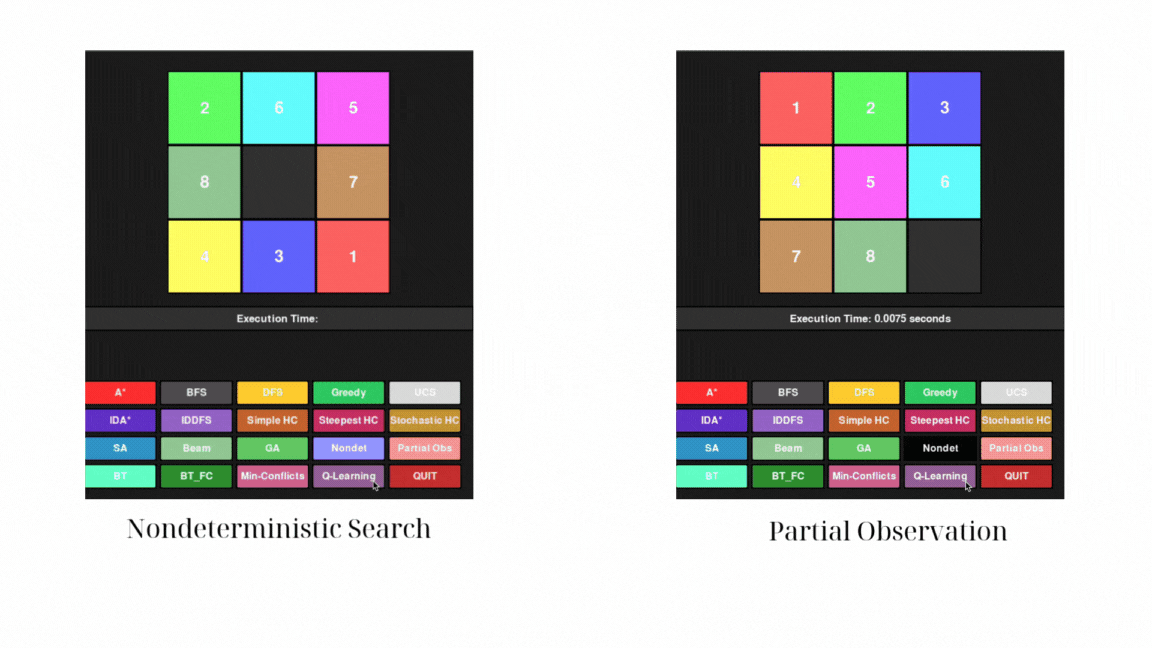 2 6 5
8 7
4 3 1
Execution Time:
A* BFS DFS Greedy UCS
IDA* IDDFS Simple HC Steepest HC Stochastic HC
SA Beam GA Nondet Partial Obs
BT BT_FC Min-Conflicts Q-Learning QUIT
Nondeterministic Search
1 2 3
4 5 6
7 8
Execution Time: 0.0075 seconds
A* BFS DFS Greedy UCS
IDA* IDDFS Simple HC Steepest HC Stochastic HC
SA Beam GA Nondet Partial Obs
BT BT_FC Min-Conflicts Q-Learning QUIT
Partial Observation